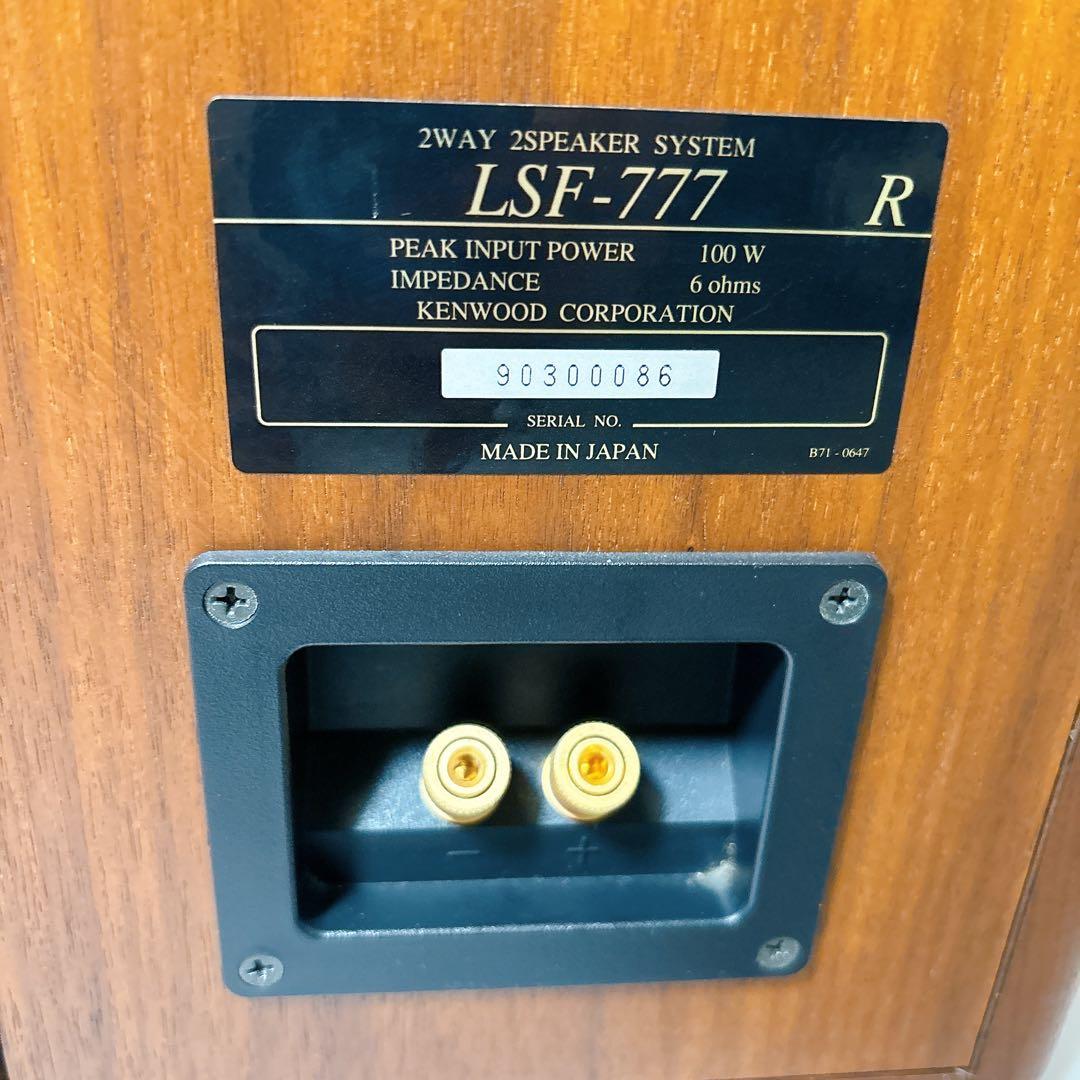 2WAY 2SPEAKER SYSTEM
LSF-777 R
PEAK INPUT POWER 100 W
IMPEDANCE 6 ohms
KENWOOD CORPORATION
90300086
SERIAL NO.
MADE IN JAPAN B71-0647
- +